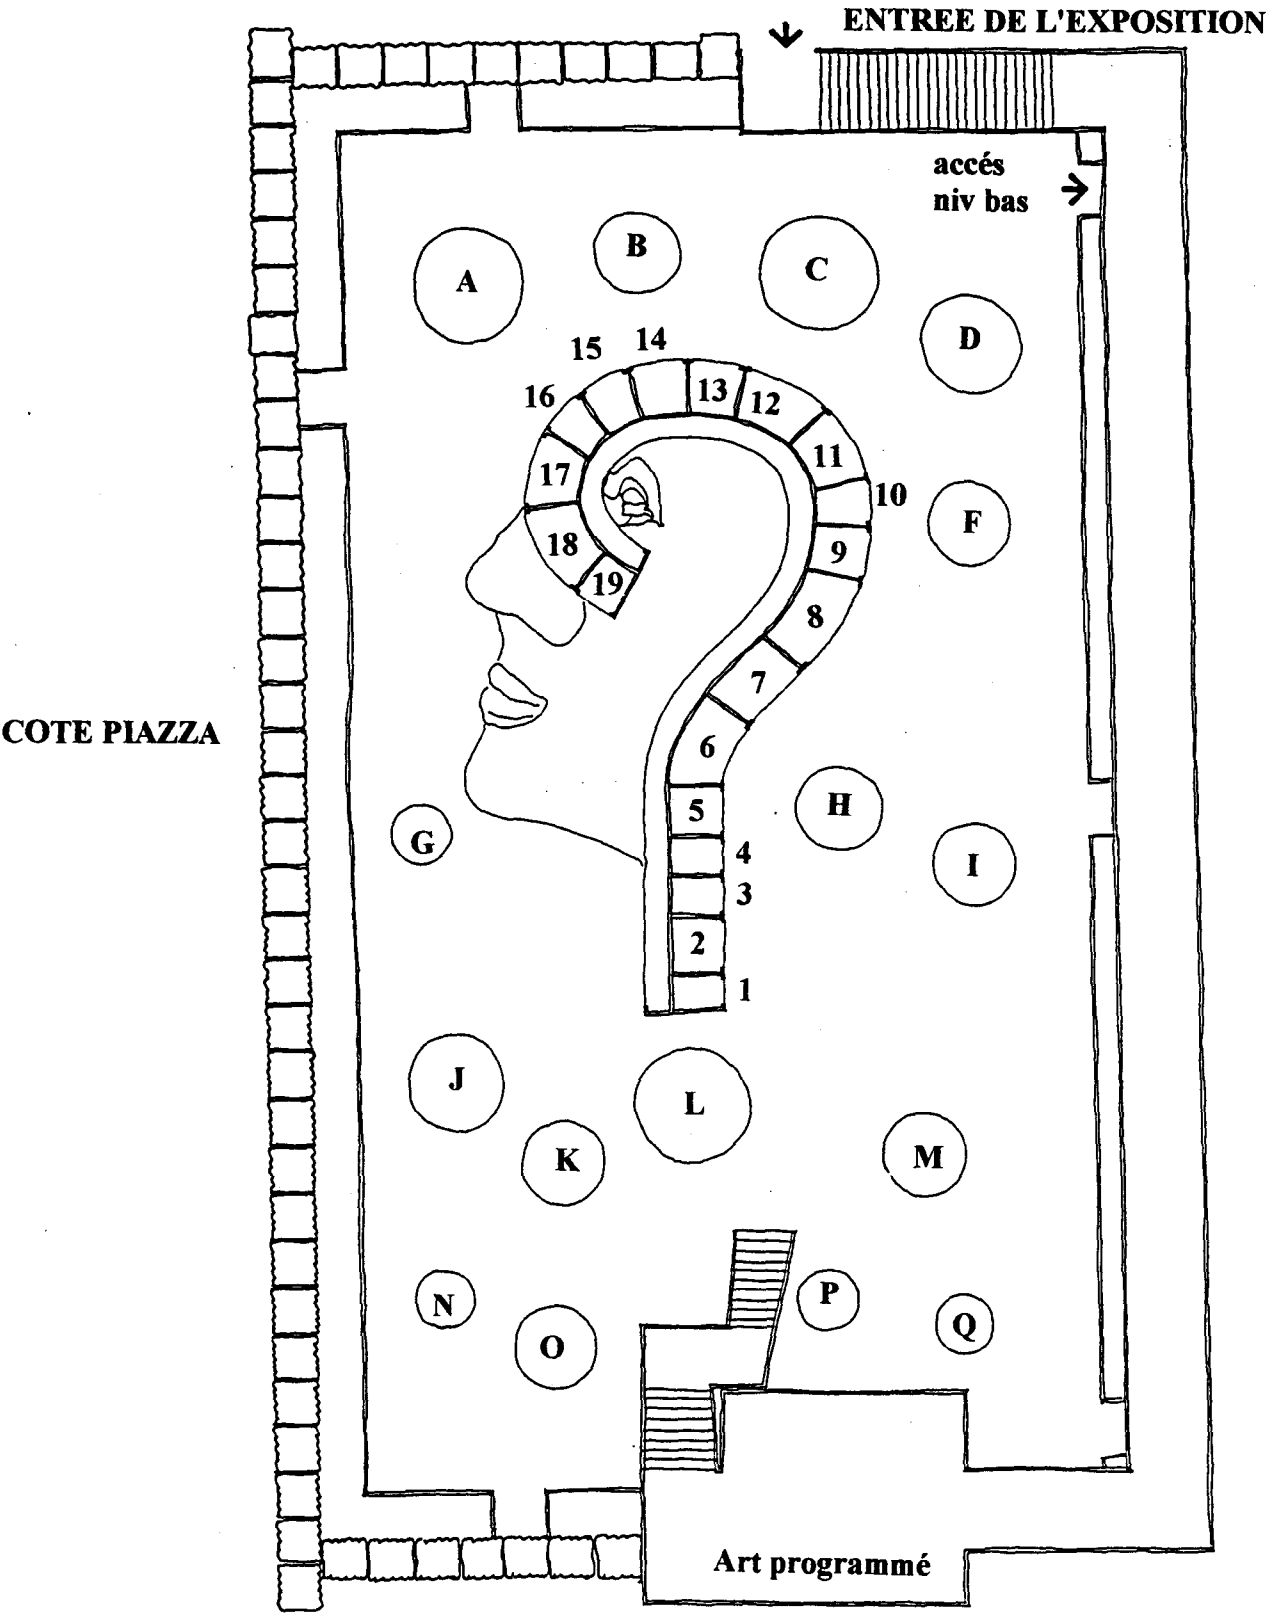 ENTREE DE L'EXPOSITION
accés
niv bas
A
B
C
D
15
14
16
13
12
17
11
10
F
18
9
19
8
7
COTE PIAZZA
6
5
H
G
4
I
3
2
1
J
L
K
M
N
P
O
Q
Art programmé